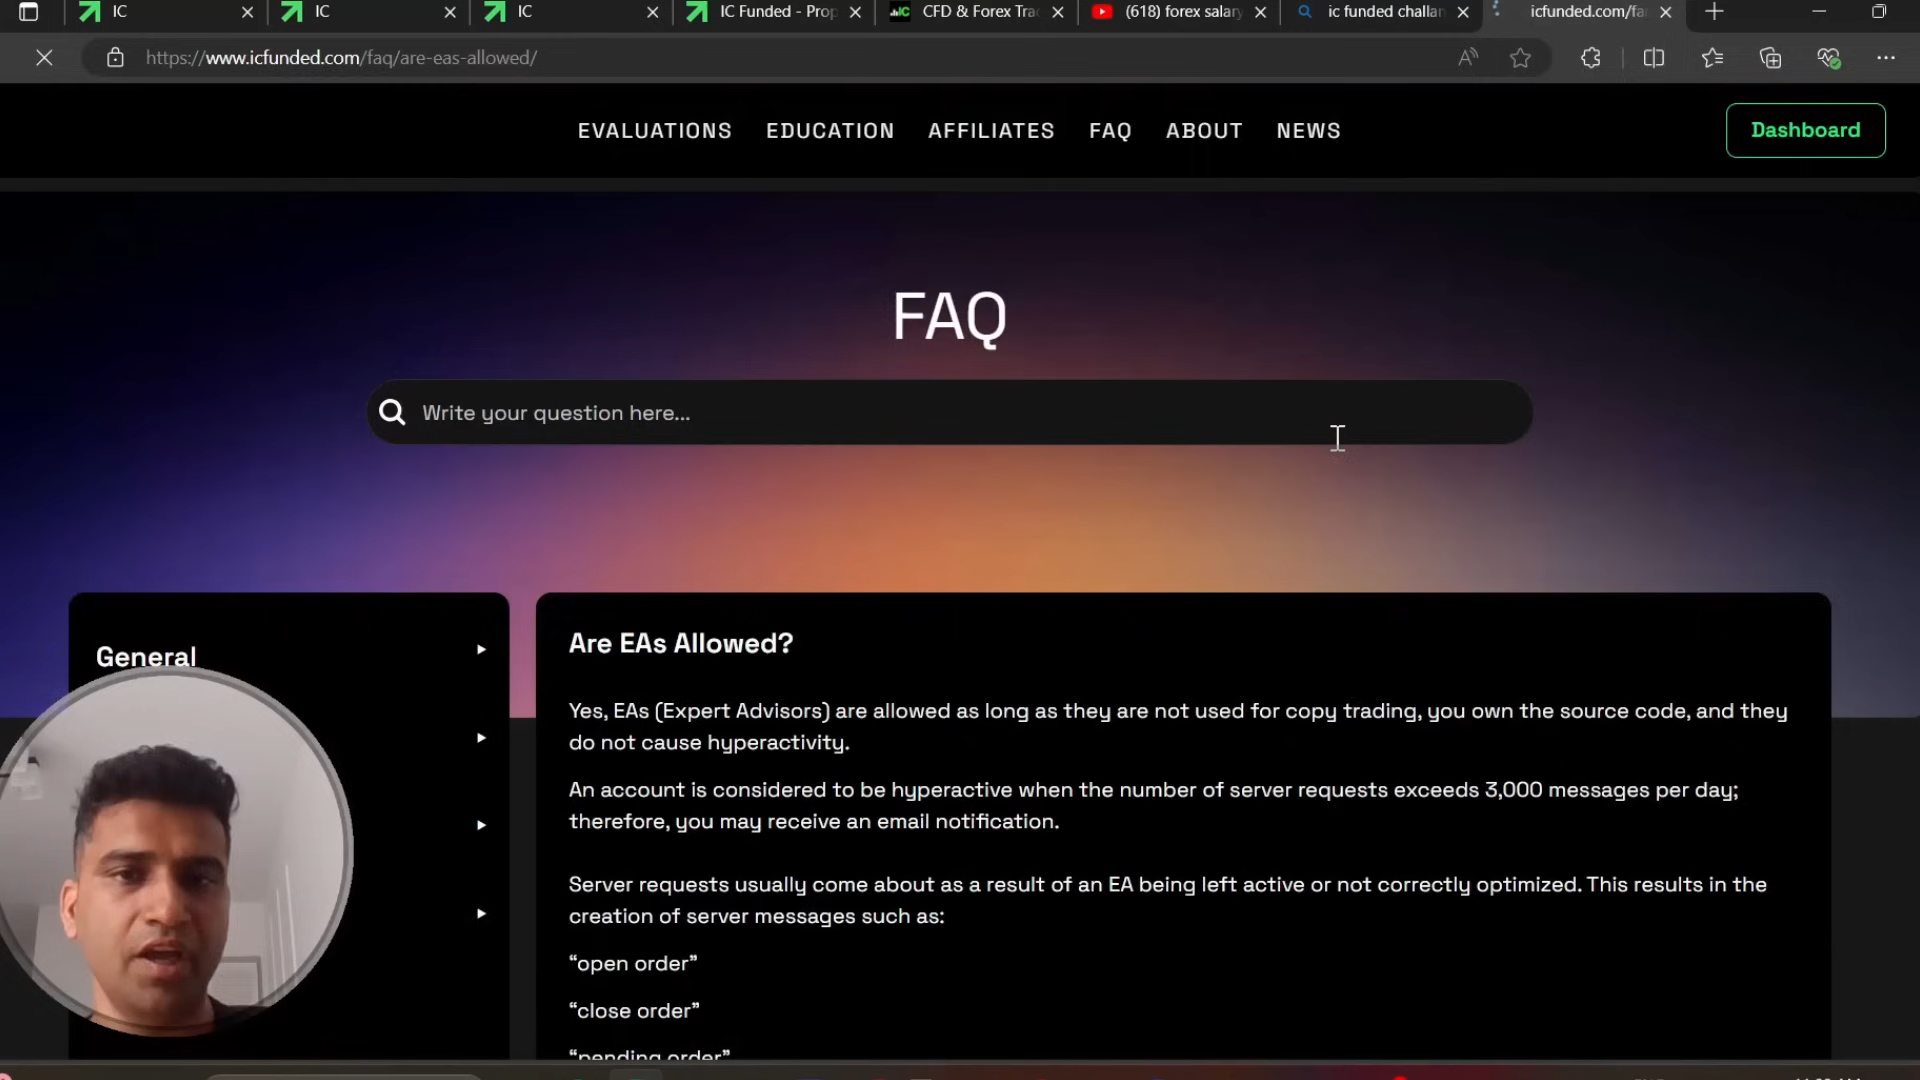 IC
IC
IC
IC Funded - Prop
CFD & Forex Tra
(618) forex salary
ic funded challan
icfunded.com/fa
https://www.icfunded.com/faq/are-eas-allowed/
EVALUATIONS EDUCATION AFFILIATES FAQ ABOUT NEWS
Dashboard
FAQ
Write your question here...
General
Are EAs Allowed?
Yes, EAs (Expert Advisors) are allowed as long as they are not used for copy trading, you own the source code, and they
do not cause hyperactivity.
An account is considered to be hyperactive when the number of server requests exceeds 3,000 messages per day;
therefore, you may receive an email notification.
Server requests usually come about as a result of an EA being left active or not correctly optimized. This results in the
creation of server messages such as:
“open order”
“close order”
“pending order”